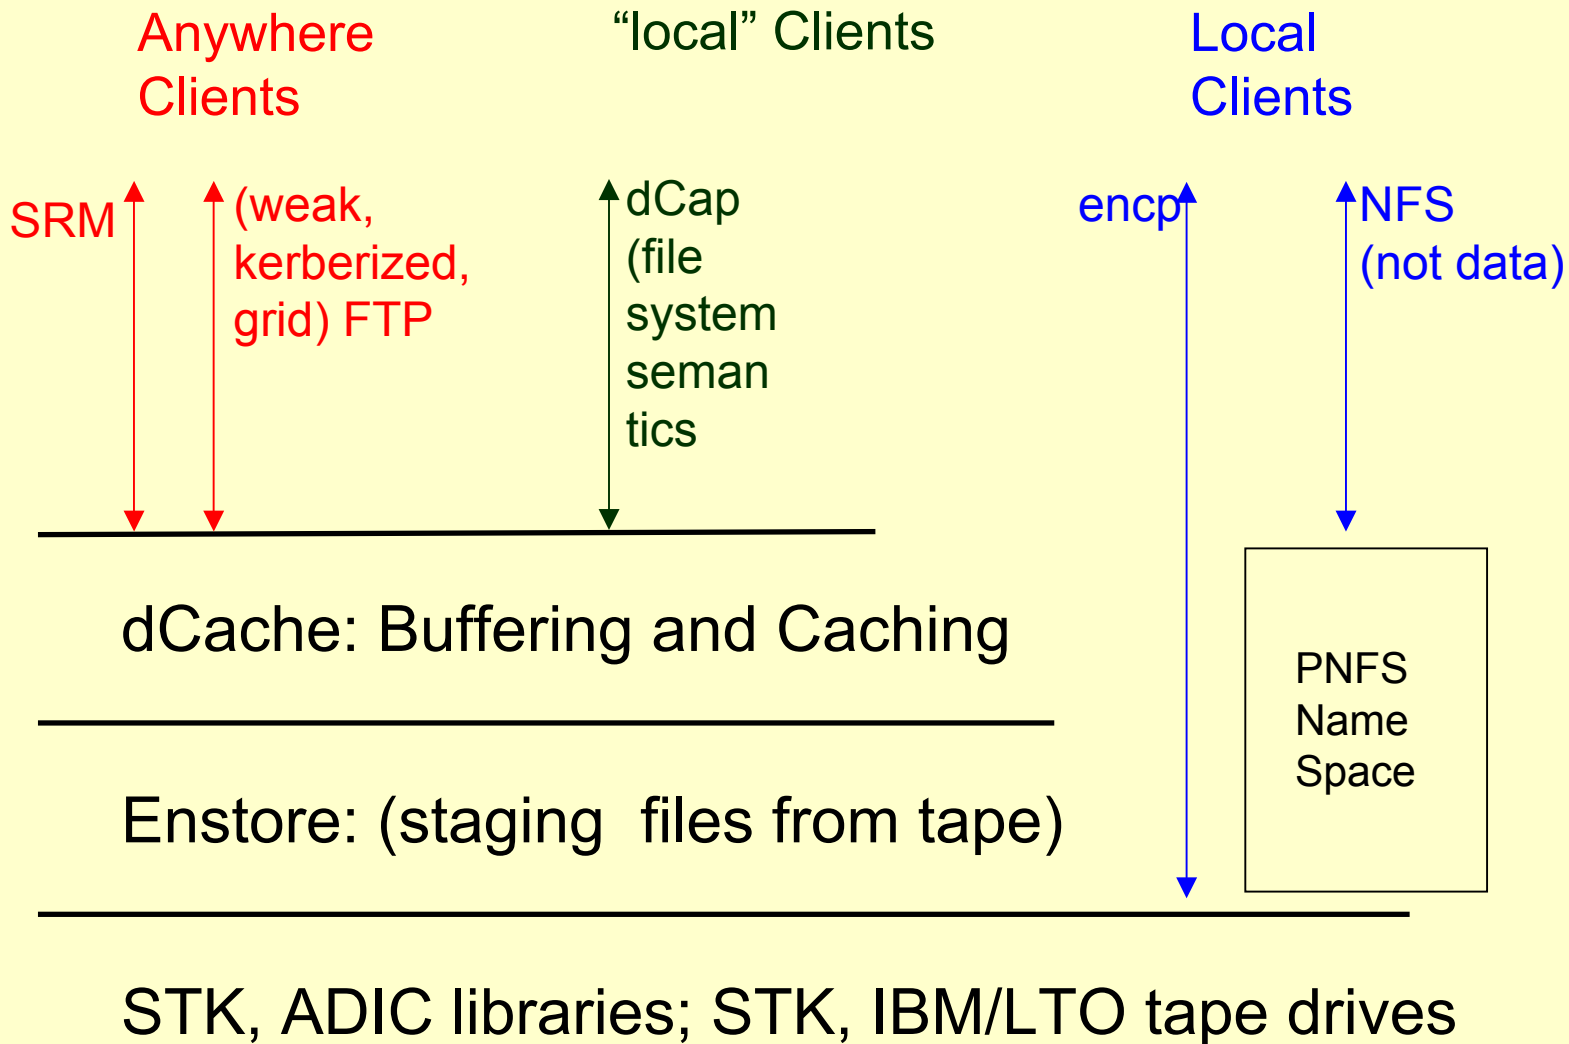 Anywhere
Clients
“local” Clients
Local
Clients
SRM
(weak,
kerberized,
grid) FTP
dCap
(file
system
seman
tics
encp
NFS
(not data)
dCache: Buffering and Caching
PNFS
Name
Space
Enstore: (staging files from tape)
STK, ADIC libraries; STK, IBM/LTO tape drives